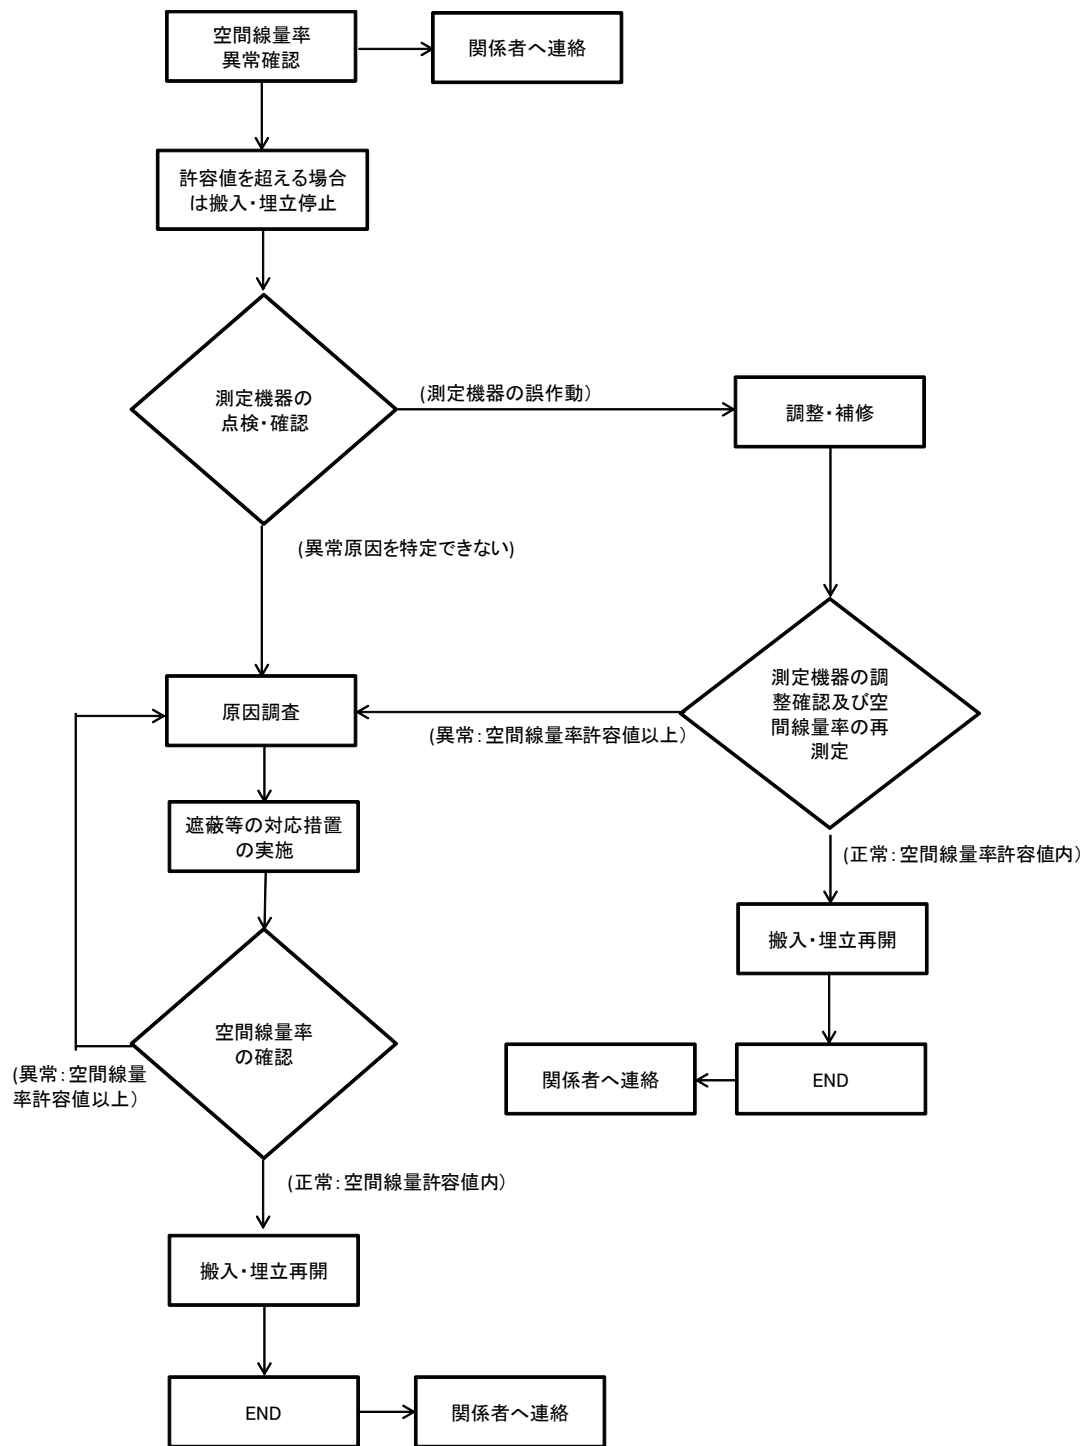 空間線量率
異常確認
関係者へ連絡
許容値を超える場合
は搬入・埋立停止
測定機器の
点検・確認
(測定機器の誤作動）
調整・補修
(異常原因を特定できない)
測定機器の調
整確認及び空
間線量率の再
測定
原因調査
(異常：空間線量率許容値以上）
遮蔽等の対応措置
の実施
(正常：空間線量率許容値内）
搬入・埋立再開
空間線量率
の確認
(異常：空間線量
率許容値以上）
関係者へ連絡
END
(正常：空間線量許容値内）
搬入・埋立再開
END
関係者へ連絡